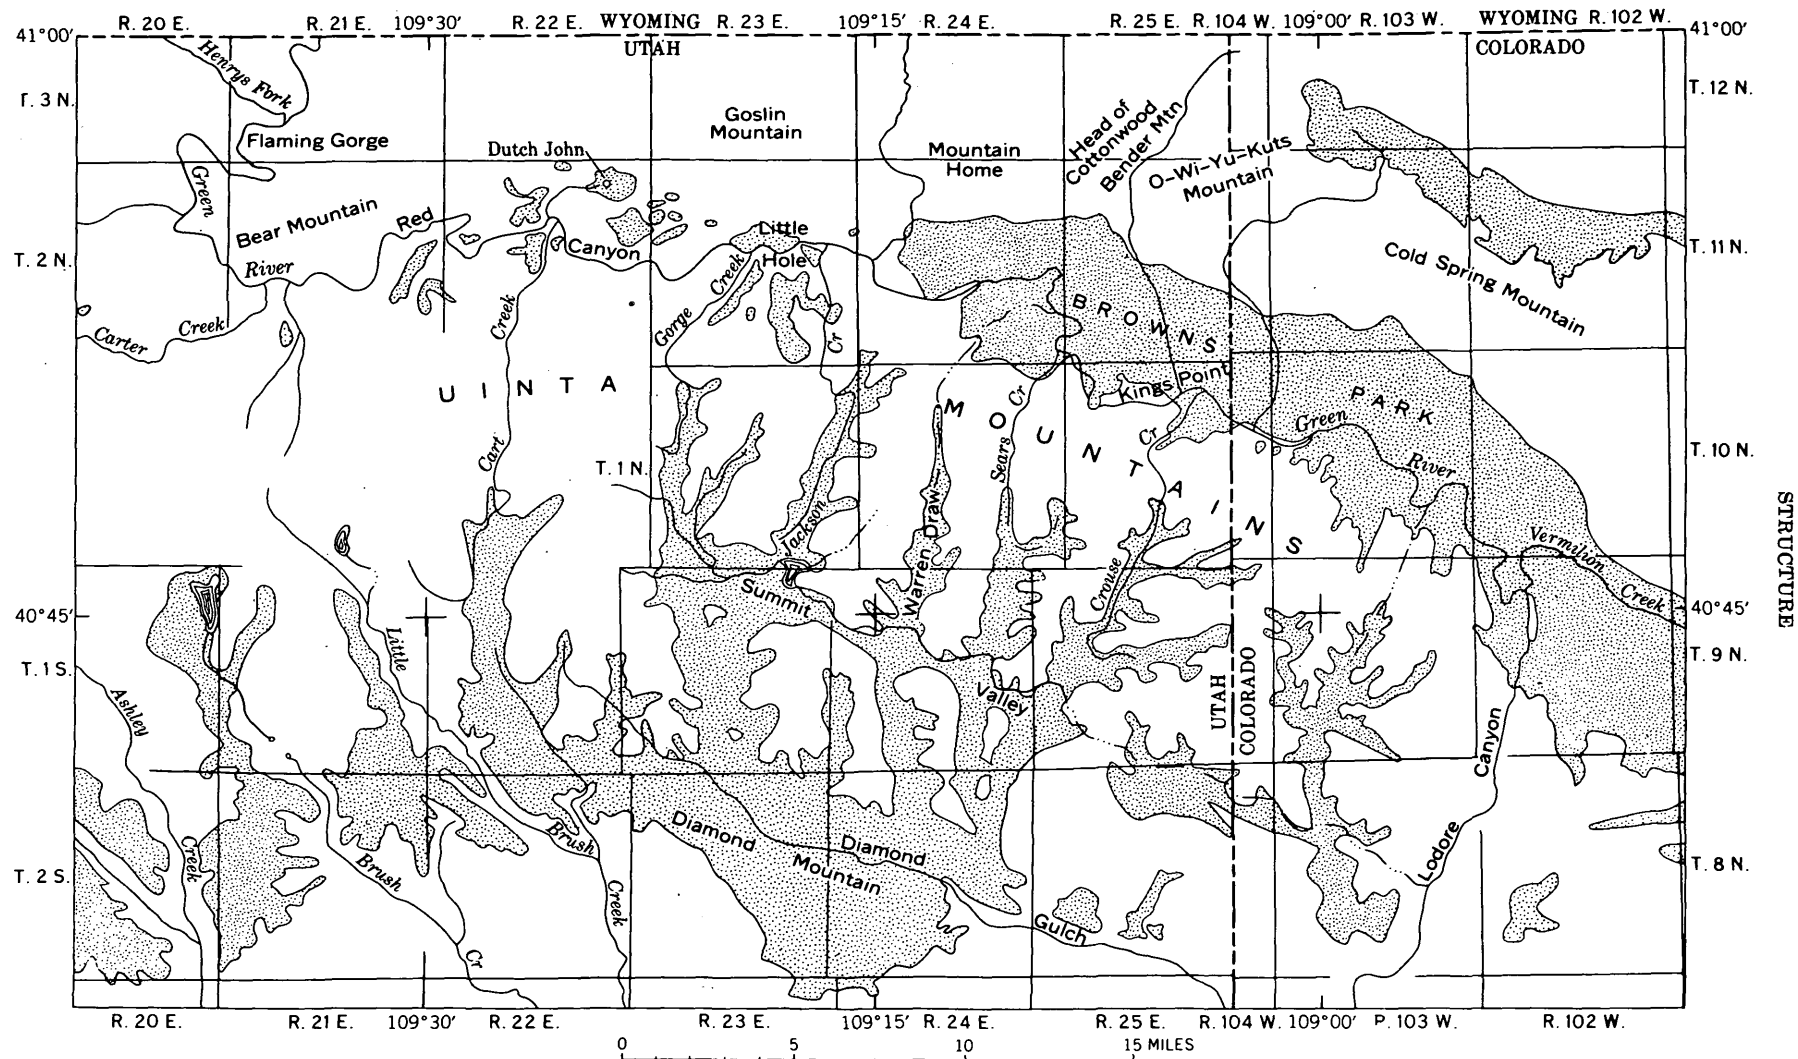 R. 20 E. R. 21 E. 109°30′ R. 22 E. WYOMING R. 23 E. 109°15′ R. 24 E. R. 25 E. R. 104 W. 109°00′ R. 103 W. WYOMING R. 102 W.
41°00′ UTAH COLORADO 41°00′
Henrys Fork
T. 3 N. T. 12 N.
Goslin
Mountain
Head of
Cottonwood
Bender Mtn
Flaming Gorge
Dutch John
Mountain
Home
O-Wi-Yu-Kuts
Mountain
Green
Bear Mountain
Red
Little
Canyon
Hole
Cold Spring Mountain
T. 2 N. T. 11 N.
River
Creek
Gorge
Carter Creek
Creek
Cr
BROWNS
UINTA
Kings Point
PARK
MOUNTAINS
Cr
Cr
Green
River
Cart
Sears
T. 1 N. T. 10 N.
Jackson
Warren Draw
Vermilion
Creek
Crouse
Summit
40°45′ 40°45′
STRUCTURE
Little
T. 1 S. T. 9 N.
Ashley
Valley
UTAH
COLORADO
Canyon
Diamond
Mountain
Diamond
Brush
Brush
Creek
Creek
Lodore
T. 2 S. T. 8 N.
Gulch
Cr
R. 20 E. R. 21 E. 109°30′ R. 22 E. R. 23 E. 109°15′ R. 24 E. R. 25 E. R. 104 W. 109°00′ P. 103 W. R. 102 W.
0 5 10 15 MILES